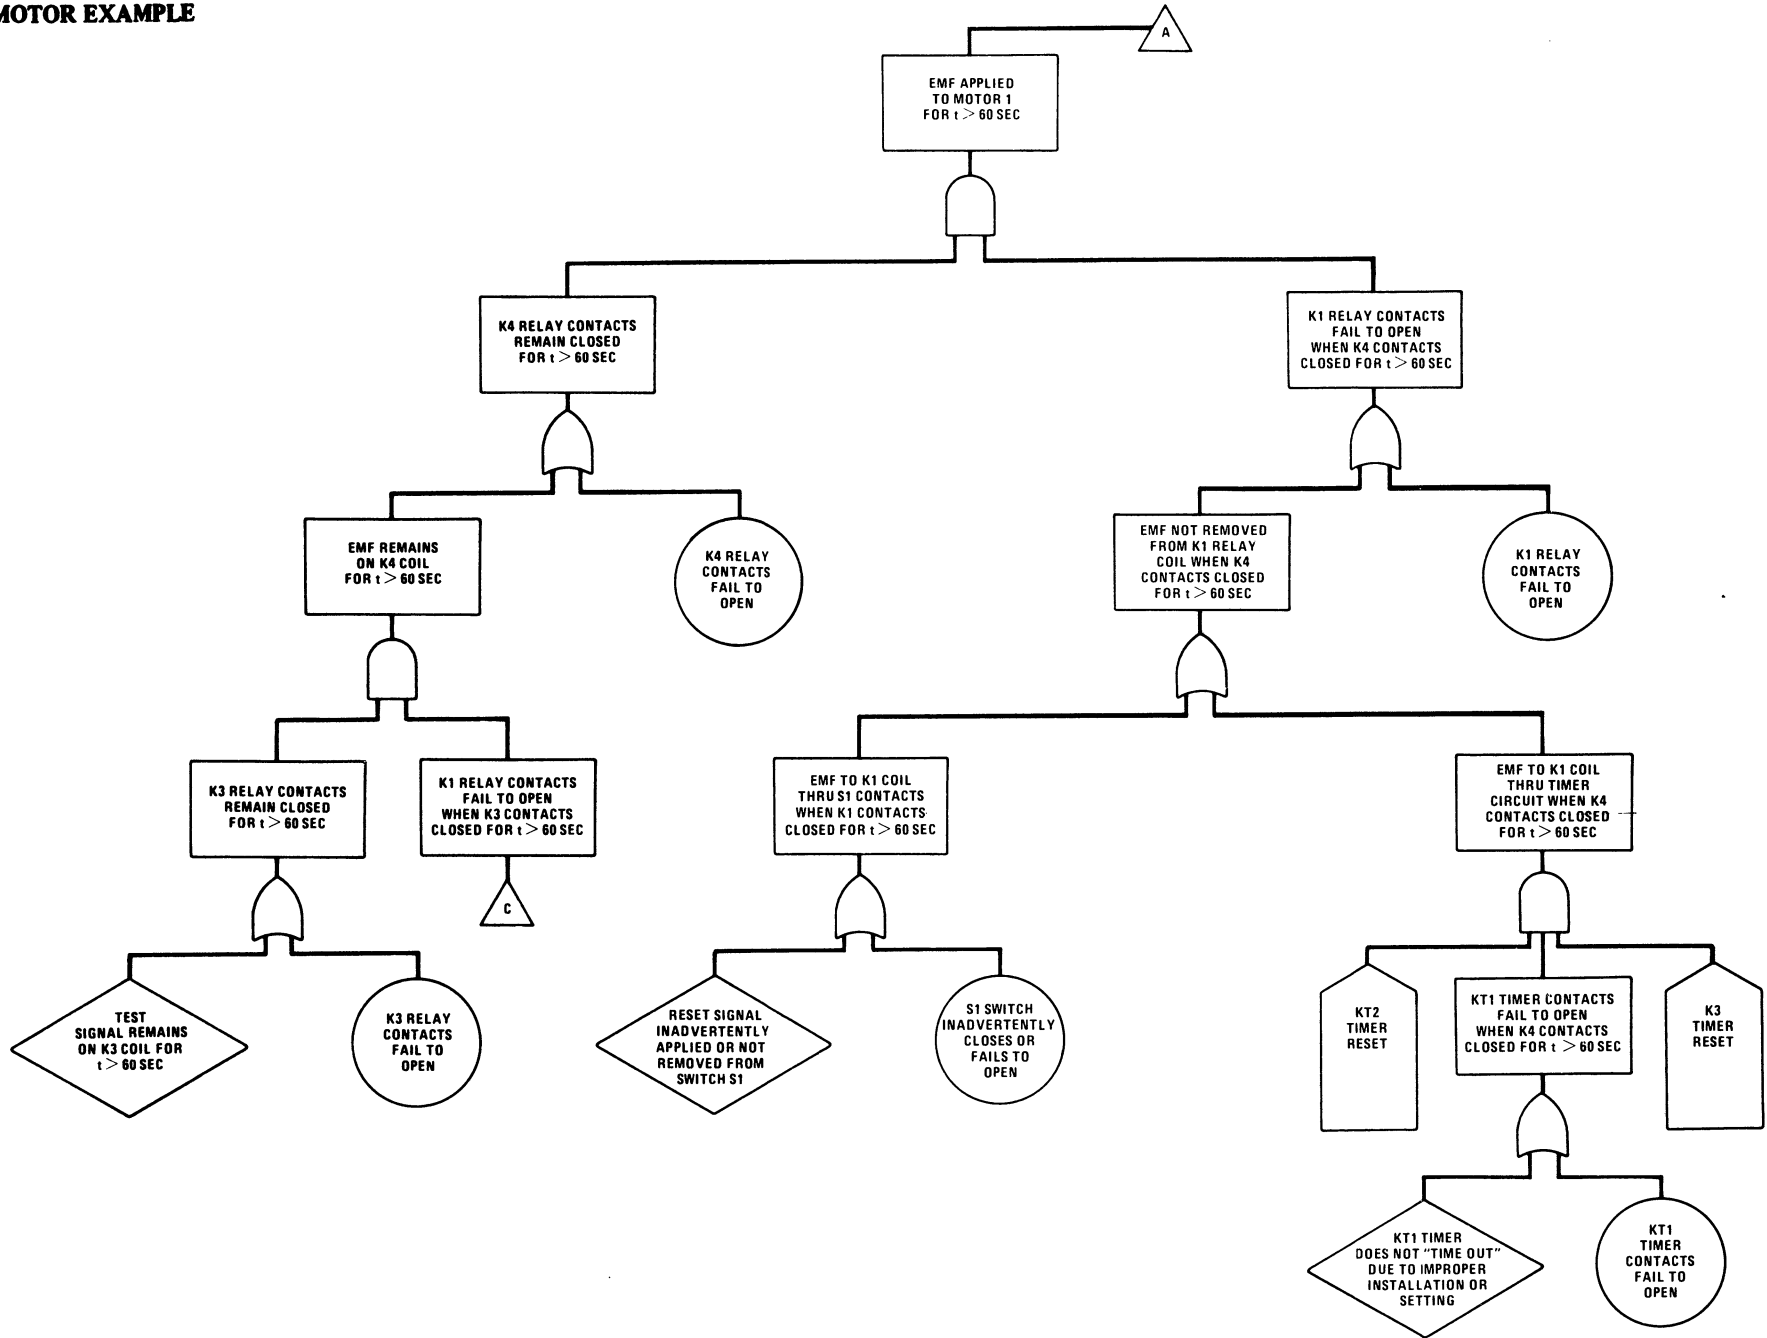 MOTOR EXAMPLE
A
EMF APPLIED
TO MOTOR 1
FOR t > 60 SEC
K4 RELAY CONTACTS
REMAIN CLOSED
FOR t > 60 SEC
K1 RELAY CONTACTS
FAIL TO OPEN
WHEN K4 CONTACTS
CLOSED FOR t > 60 SEC
EMF REMAINS
ON K4 COIL
FOR t > 60 SEC
K4 RELAY
CONTACTS
FAIL TO
OPEN
EMF NOT REMOVED
FROM K1 RELAY
COIL WHEN K4
CONTACTS CLOSED
FOR t > 60 SEC
K1 RELAY
CONTACTS
FAIL TO
OPEN
K3 RELAY CONTACTS
REMAIN CLOSED
FOR t > 60 SEC
K1 RELAY CONTACTS
FAIL TO OPEN
WHEN K3 CONTACTS
CLOSED FOR t > 60 SEC
C
EMF TO K1 COIL
THRU S1 CONTACTS
WHEN K1 CONTACTS
CLOSED FOR t > 60 SEC
EMF TO K1 COIL
THRU TIMER
CIRCUIT WHEN K4
CONTACTS CLOSED
FOR t > 60 SEC
TEST
SIGNAL REMAINS
ON K3 COIL FOR
t > 60 SEC
K3 RELAY
CONTACTS
FAIL TO
OPEN
RESET SIGNAL
INADVERTENTLY
APPLIED OR NOT
REMOVED FROM
SWITCH S1
S1 SWITCH
INADVERTENTLY
CLOSES OR
FAILS TO
OPEN
KT2
TIMER
RESET
KT1 TIMER CONTACTS
FAIL TO OPEN
WHEN K4 CONTACTS
CLOSED FOR t > 60 SEC
K3
TIMER
RESET
KT1 TIMER
DOES NOT "TIME OUT"
DUE TO IMPROPER
INSTALLATION OR
SETTING
KT1
TIMER
CONTACTS
FAIL TO
OPEN